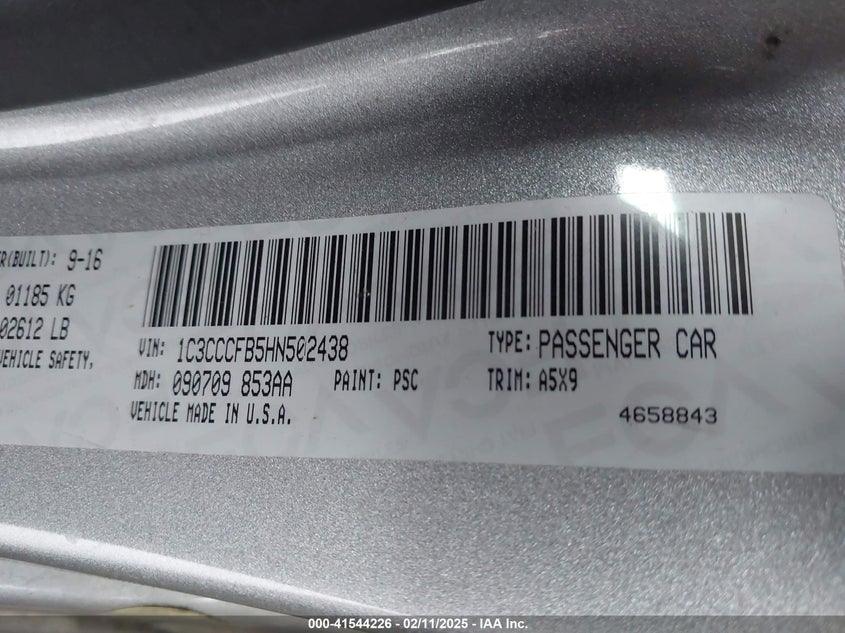 R(BUILT): 9-16
01185 KG
02612 LB
VEHICLE SAFETY,
VIN: 1C3CCCFB5HN502438
TYPE: PASSENGER CAR
MDH: 090709 853AA
PAINT: PSC
TRIM: A5X9
VEHICLE MADE IN U.S.A.
4658843
000-41544226 - 02/11/2025 - IAA Inc.